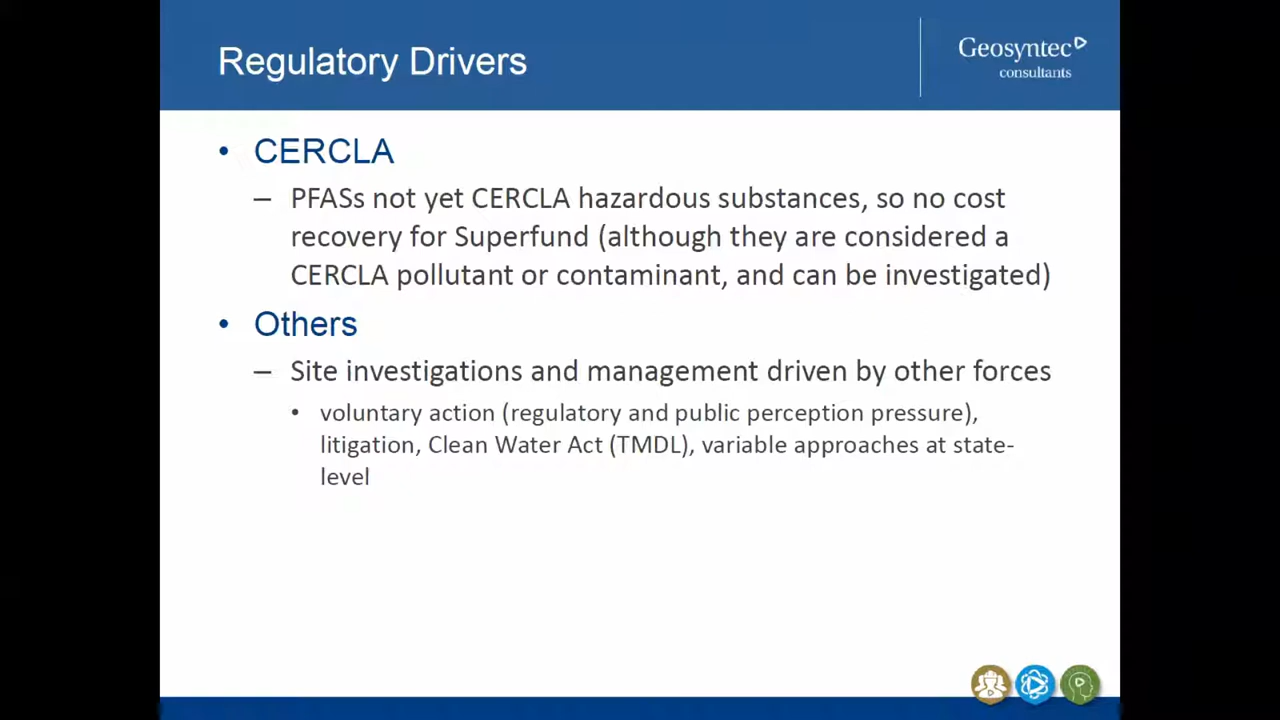 Regulatory Drivers
Geosyntec
consultants
• CERCLA
– PFASs not yet CERCLA hazardous substances, so no cost
recovery for Superfund (although they are considered a
CERCLA pollutant or contaminant, and can be investigated)
• Others
– Site investigations and management driven by other forces
• voluntary action (regulatory and public perception pressure),
litigation, Clean Water Act (TMDL), variable approaches at state-
level